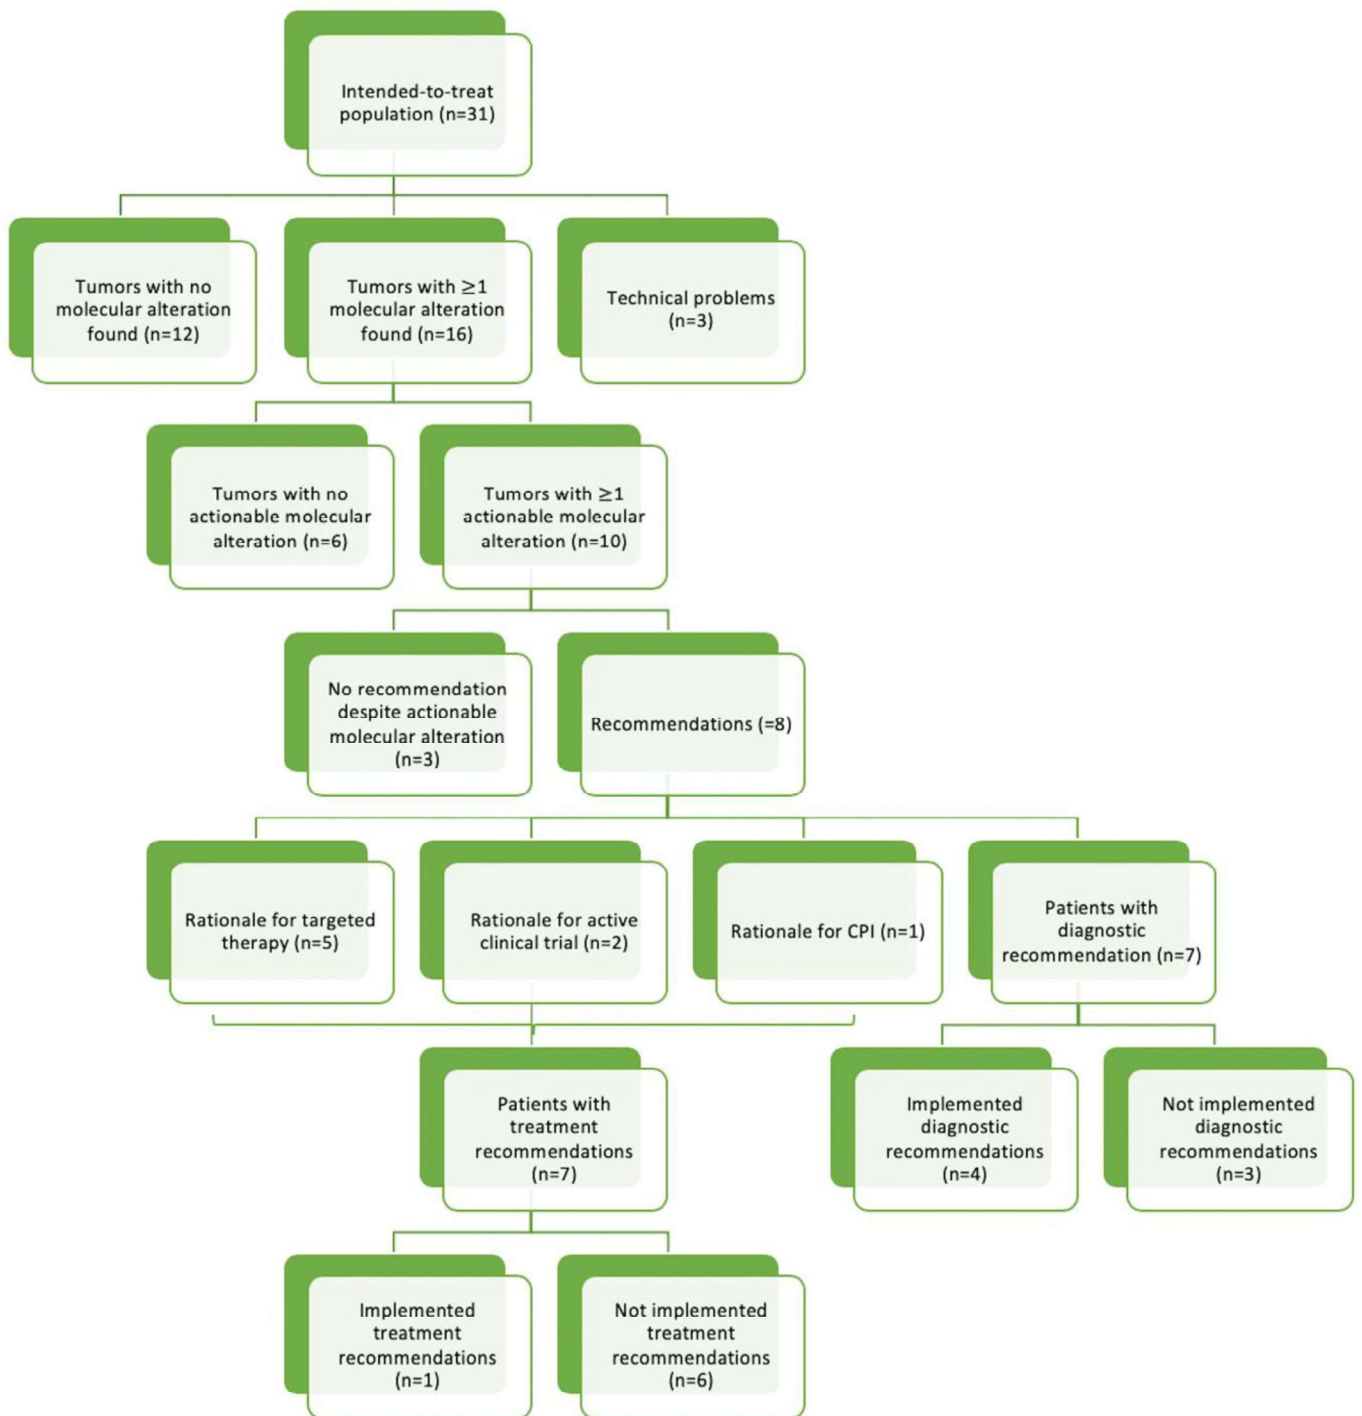 Intended-to-treat
population (n=31)
Tumors with no
molecular alteration
found (n=12)
Tumors with ≥1
molecular alteration
found (n=16)
Technical problems
(n=3)
Tumors with no
actionable molecular
alteration (n=6)
Tumors with ≥1
actionable molecular
alteration (n=10)
No recommendation
despite actionable
molecular alteration
(n=3)
Recommendations (=8)
Rationale for targeted
therapy (n=5)
Rationale for active
clinical trial (n=2)
Rationale for CPI (n=1)
Patients with
diagnostic
recommendation (n=7)
Patients with
treatment
recommendations
(n=7)
Implemented
diagnostic
recommendations
(n=4)
Not implemented
diagnostic
recommendations
(n=3)
Implemented
treatment
recommendations
(n=1)
Not implemented
treatment
recommendations
(n=6)